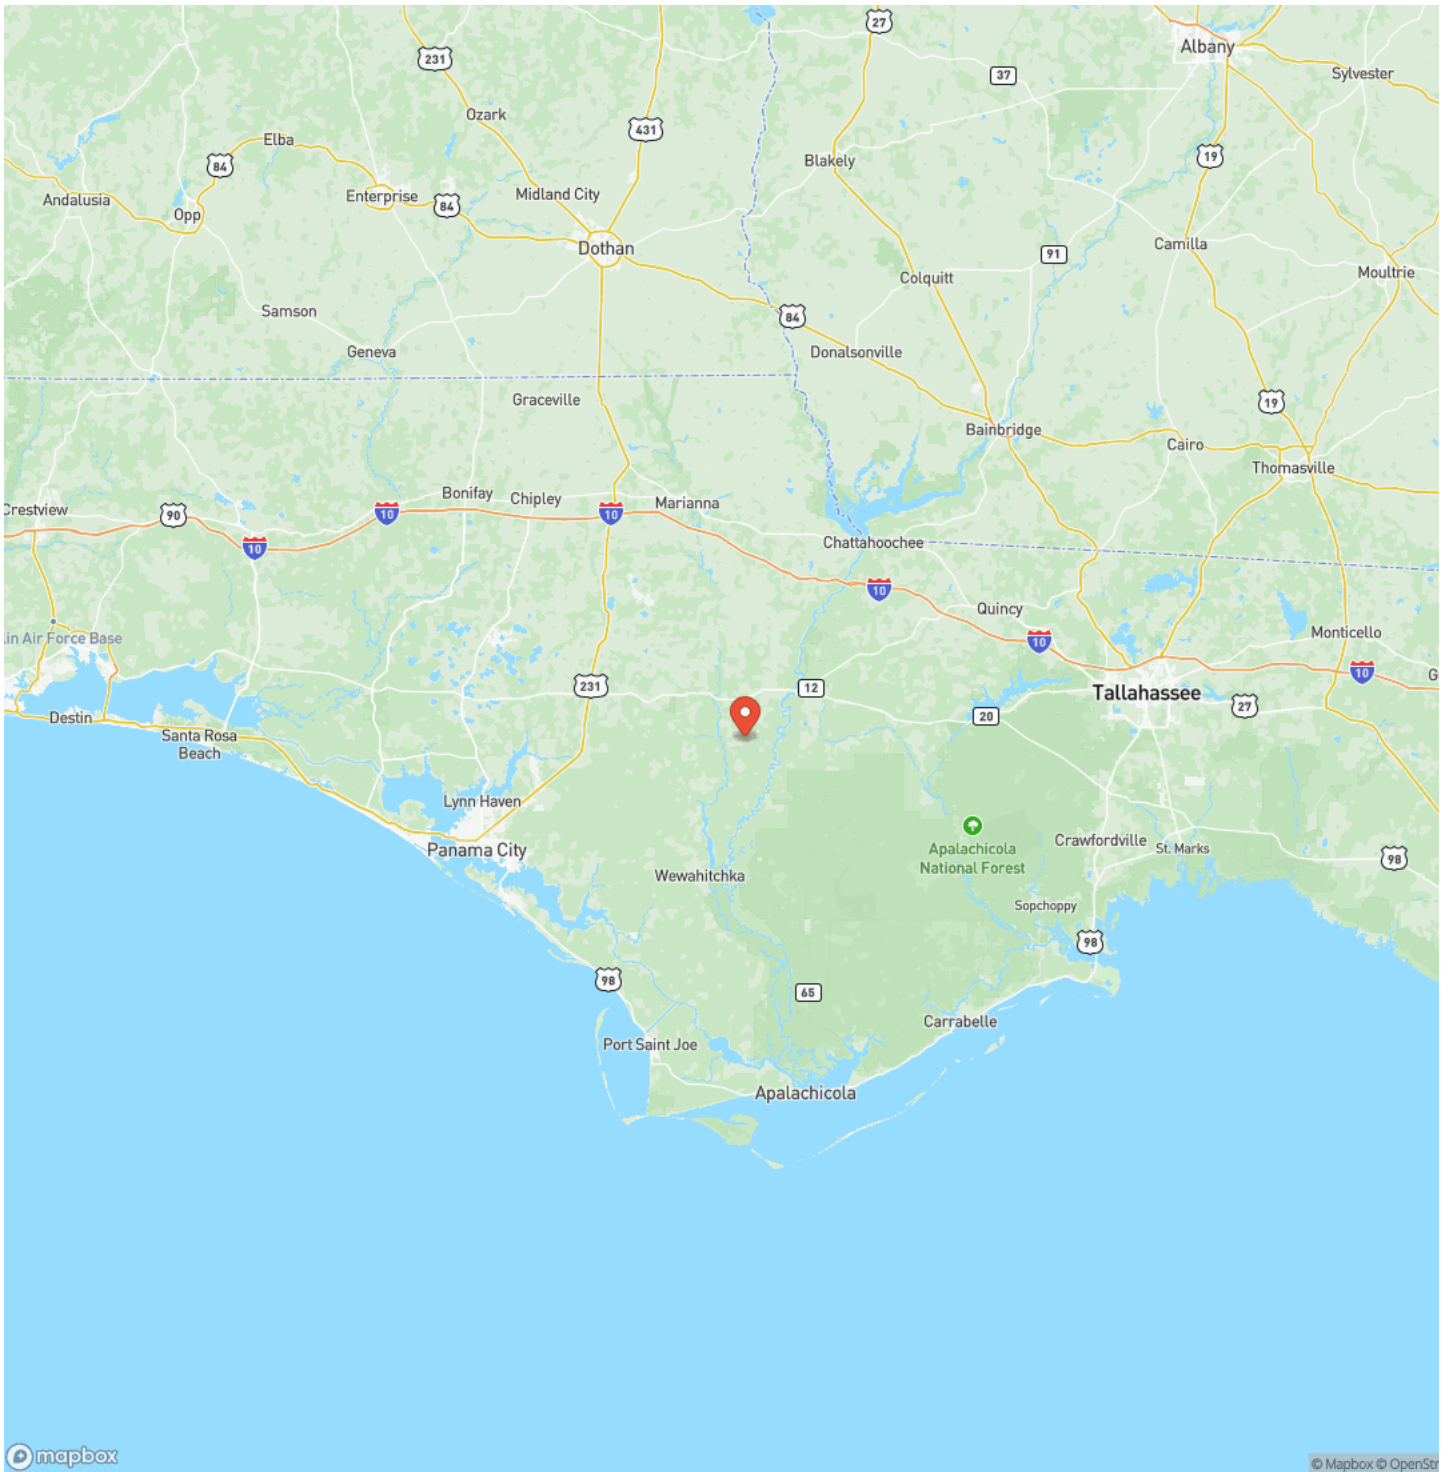 27
Albany
231
37
Sylvester
Ozark
431
Elba
84
19
Blakely
Enterprise
Midland City
Andalusia
84
Opp
Dothan
Camilla
91
Moultrie
Colquitt
Samson
84
Geneva
Donalsonville
Graceville
19
Bainbridge
Cairo
Thomasville
Bonifay
Chipley
Marianna
Crestview
90
10
10
10
Chattahoochee
10
Quincy
lin Air Force Base
10
Monticello
10
G
231
12
Tallahassee
27
Destin
20
Santa Rosa
Beach
Lynn Haven
Panama City
Apalachicola
National Forest
Crawfordville
St. Marks
98
Wewahitchka
Sopchoppy
98
98
65
Carrabelle
Port Saint Joe
Apalachicola
mapbox
© Mapbox © OpenStr